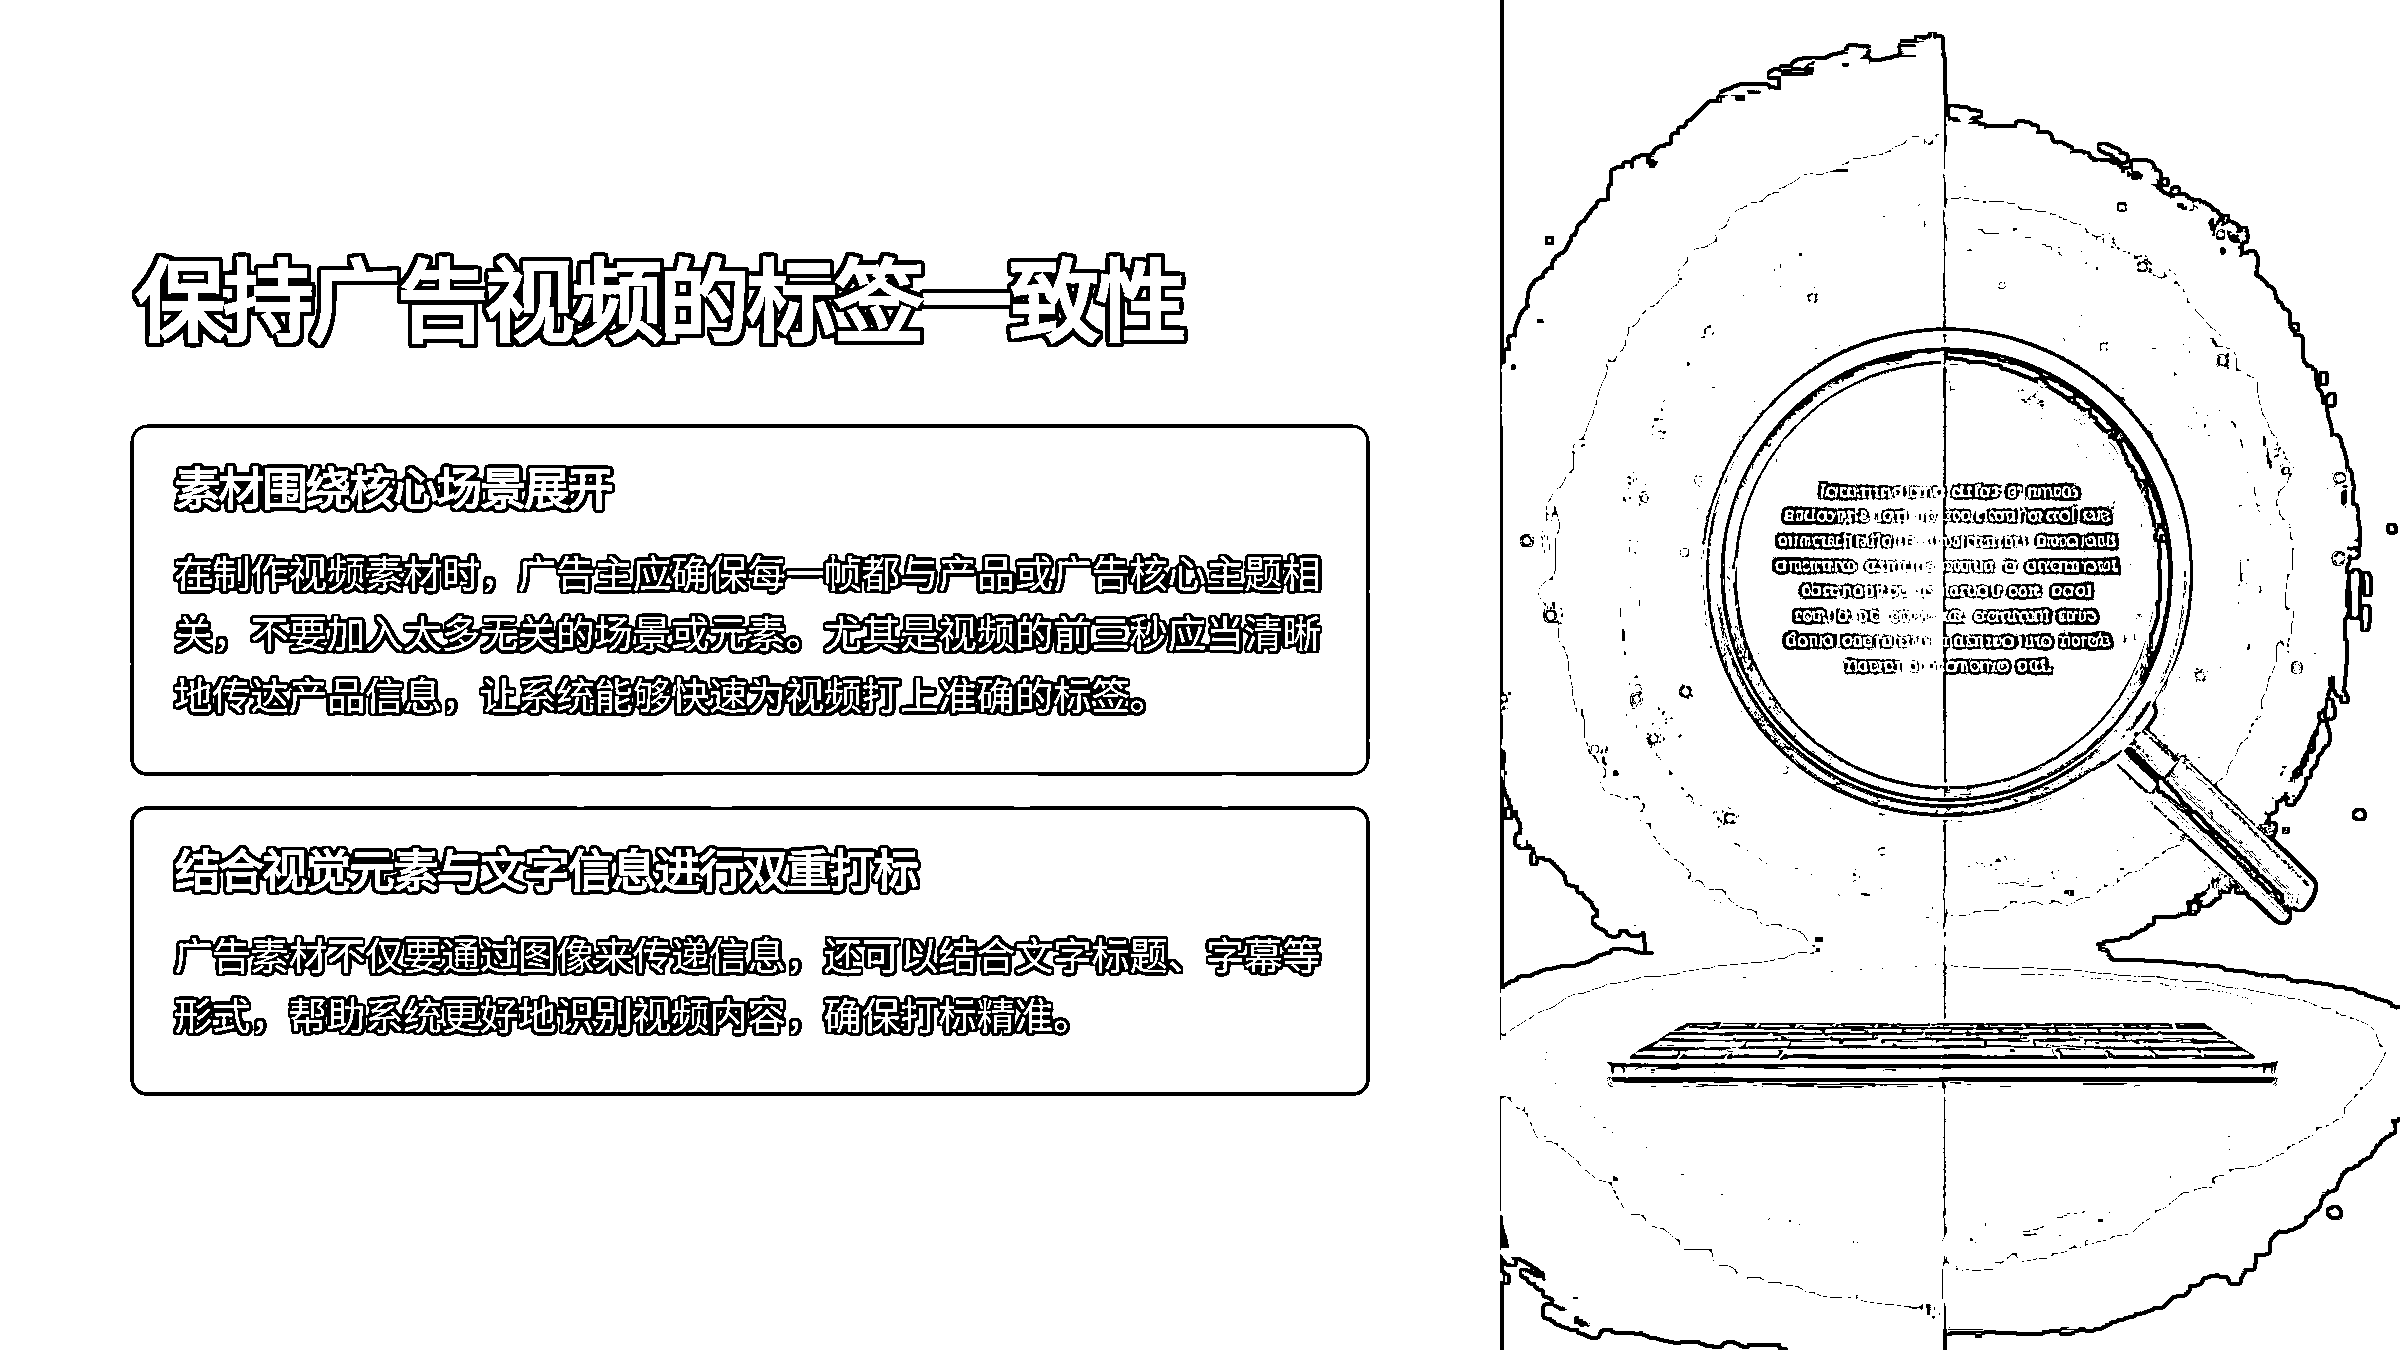 保持广告视频的标签一致性
素材围绕核心场景展开
在制作视频素材时，广告主应确保每一帧都与产品或广告核心主题相
关，不要加入太多无关的场景或元素。尤其是视频的前三秒应当清晰
地传达产品信息，让系统能够快速为视频打上准确的标签。
结合视觉元素与文字信息进行双重打标
广告素材不仅要通过图像来传递信息，还可以结合文字标题、字幕等
形式，帮助系统更好地识别视频内容，确保打标精准。